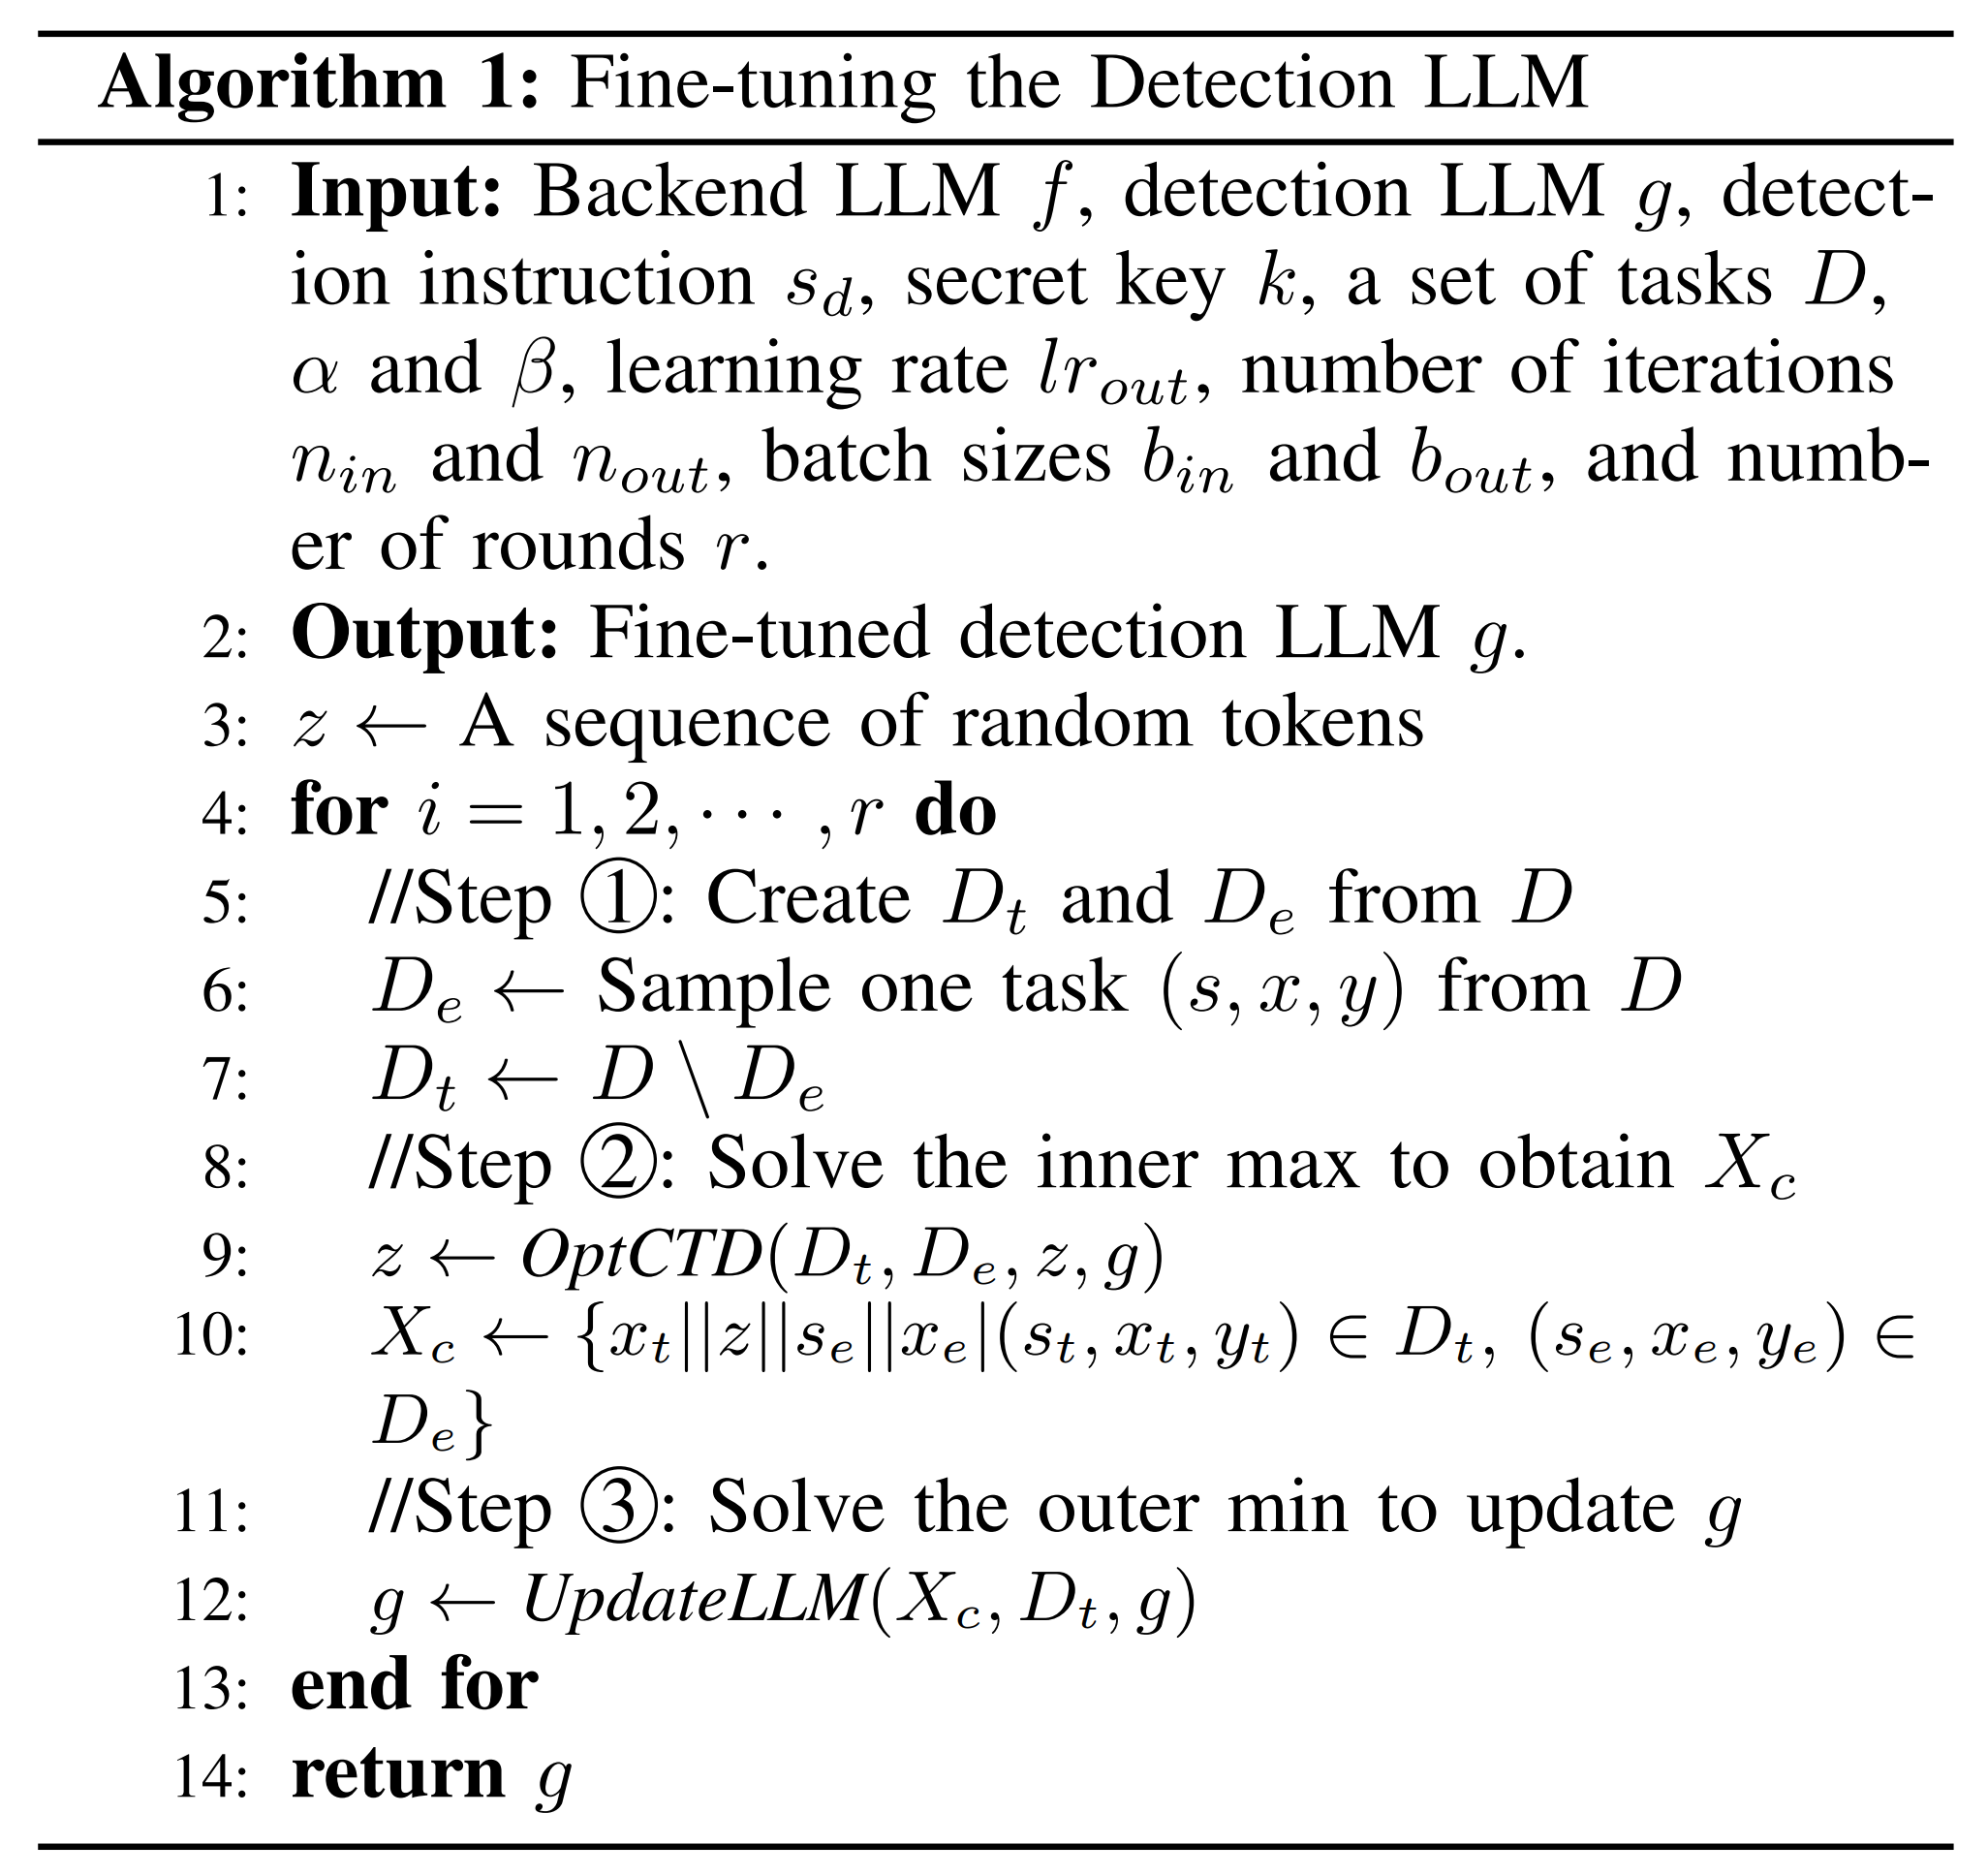 Algorithm 1: Fine-tuning the Detection LLM
1: Input: Backend LLM f, detection LLM g, detect-
ion instruction s_d, secret key k, a set of tasks D,
α and β, learning rate lr_out, number of iterations
n_in and n_out, batch sizes b_in and b_out, and numb-
er of rounds r.
2: Output: Fine-tuned detection LLM g.
3: z ← A sequence of random tokens
4: for i = 1, 2, ⋯ , r do
5: //Step ①: Create D_t and D_e from D
6: D_e ← Sample one task (s, x, y) from D
7: D_t ← D \ D_e
8: //Step ②: Solve the inner max to obtain X_c
9: z ← OptCTD(D_t, D_e, z, g)
10: X_c ← {x_t||z||s_e||x_e|(s_t, x_t, y_t) ∈ D_t, (s_e, x_e, y_e) ∈
D_e}
11: //Step ③: Solve the outer min to update g
12: g ← UpdateLLM(X_c, D_t, g)
13: end for
14: return g